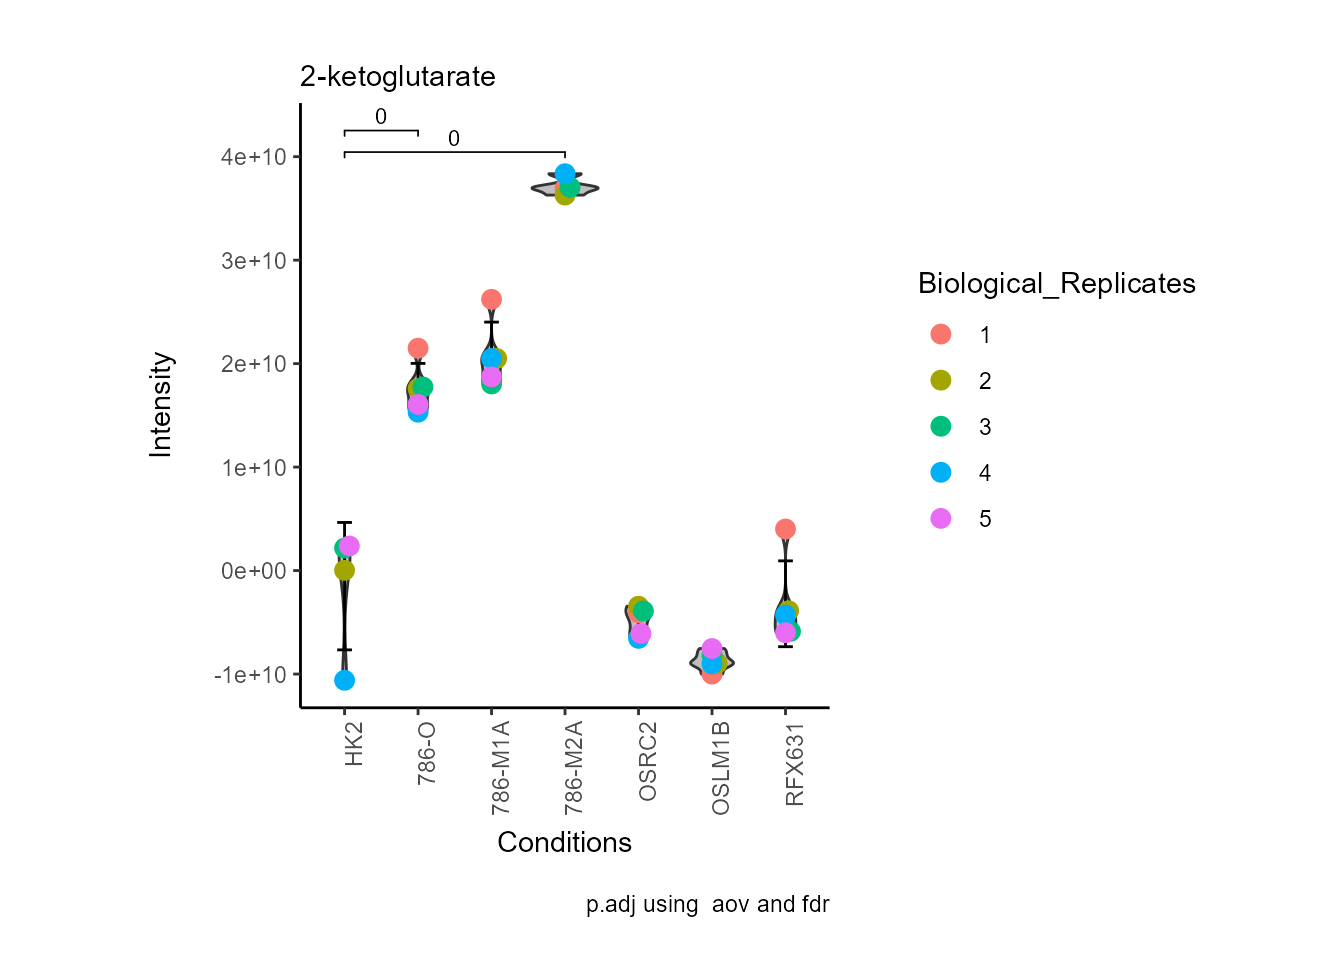 2-ketoglutarate
0
0
4e+10
3e+10
2e+10
1e+10
0e+00
-1e+10
Intensity
HK2
786-O
786-M1A
786-M2A
OSRC2
OSLM1B
RFX631
Conditions
Biological_Replicates
1
2
3
4
5
p.adj using  aov and fdr